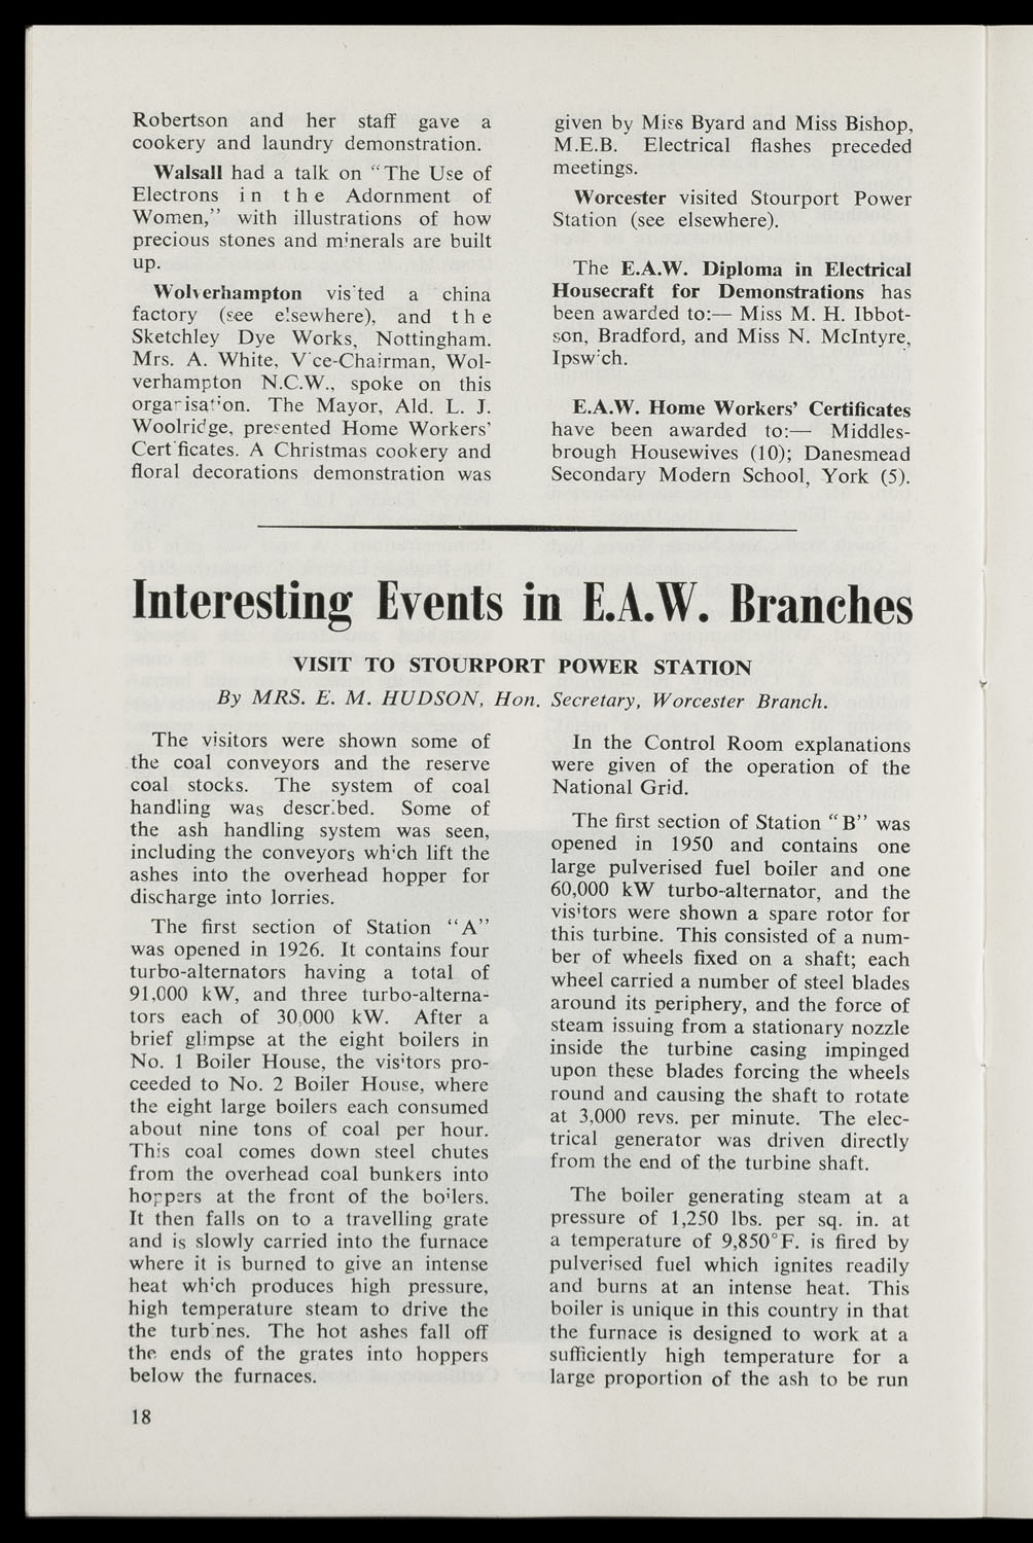 Robertson and her staff gave a
cookery and laundry demonstration.
Walsall had a talk on "The Use of
Electrons in the Adornment of
Women," with illustrations of how
precious stones and minerals are built
up.
Wolverhampton visited a china
factory (see elsewhere), and the
Sketchley Dye Works, Nottingham.
Mrs. A. White, Vice-Chairman, Wol-
verhampton N.C.W., spoke on this
organisation. The Mayor, Ald. L. J.
Woolridge, presented Home Workers'
Certificates. A Christmas cookery and
floral decorations demonstration was
given by Miss Byard and Miss Bishop,
M.E.B. Electrical flashes preceded
meetings.
Worcester visited Stourport Power
Station (see elsewhere).
The E.A.W. Diploma in Electrical
Housecraft for Demonstrations has
been awarded to:— Miss M. H. Ibbot-
son, Bradford, and Miss N. McIntyre,
Ipswich.
E.A.W. Home Workers' Certificates
have been awarded to:— Middles-
brough Housewives (10); Danesmead
Secondary Modern School, York (5).
Interesting Events in E.A.W. Branches
VISIT TO STOURPORT POWER STATION
By MRS. E. M. HUDSON, Hon. Secretary, Worcester Branch.
The visitors were shown some of
the coal conveyors and the reserve
coal stocks. The system of coal
handling was described. Some of
the ash handling system was seen,
including the conveyors which lift the
ashes into the overhead hopper for
discharge into lorries.
The first section of Station "A"
was opened in 1926. It contains four
turbo-alternators having a total of
91,000 kW, and three turbo-alterna-
tors each of 30,000 kW. After a
brief glimpse at the eight boilers in
No. 1 Boiler House, the visitors pro-
ceeded to No. 2 Boiler House, where
the eight large boilers each consumed
about nine tons of coal per hour.
This coal comes down steel chutes
from the overhead coal bunkers into
hoppers at the front of the boilers.
It then falls on to a travelling grate
and is slowly carried into the furnace
where it is burned to give an intense
heat which produces high pressure,
high temperature steam to drive the
the turbines. The hot ashes fall off
the ends of the grates into hoppers
below the furnaces.
In the Control Room explanations
were given of the operation of the
National Grid.
The first section of Station "B" was
opened in 1950 and contains one
large pulverised fuel boiler and one
60,000 kW turbo-alternator, and the
visitors were shown a spare rotor for
this turbine. This consisted of a num-
ber of wheels fixed on a shaft; each
wheel carried a number of steel blades
around its periphery, and the force of
steam issuing from a stationary nozzle
inside the turbine casing impinged
upon these blades forcing the wheels
round and causing the shaft to rotate
at 3,000 revs. per minute. The elec-
trical generator was driven directly
from the end of the turbine shaft.
The boiler generating steam at a
pressure of 1,250 lbs. per sq. in. at
a temperature of 9,850°F. is fired by
pulverised fuel which ignites readily
and burns at an intense heat. This
boiler is unique in this country in that
the furnace is designed to work at a
sufficiently high temperature for a
large proportion of the ash to be run
18